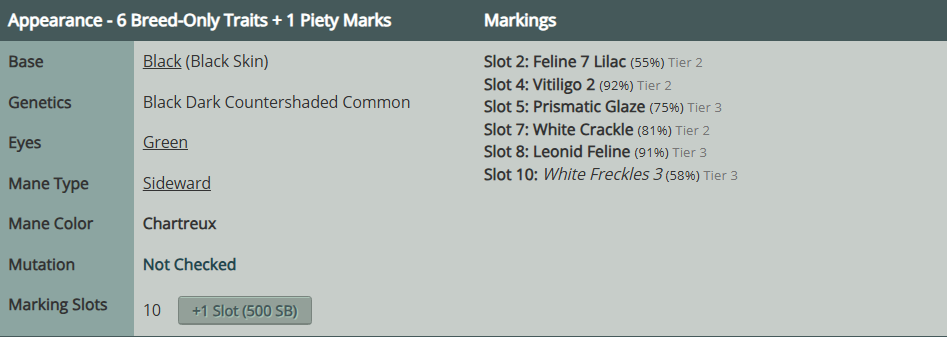 Appearance - 6 Breed-Only Traits + 1 Piety Marks
Base Black (Black Skin)
Genetics Black Dark Countershaded Common
Eyes Green
Mane Type Sideward
Mane Color Chartreux
Mutation Not Checked
Marking Slots 10 +1 Slot (500 SB)
Markings
Slot 2: Feline 7 Lilac (55%) Tier 2
Slot 4: Vitiligo 2 (92%) Tier 2
Slot 5: Prismatic Glaze (75%) Tier 3
Slot 7: White Crackle (81%) Tier 2
Slot 8: Leonid Feline (91%) Tier 3
Slot 10: White Freckles 3 (58%) Tier 3